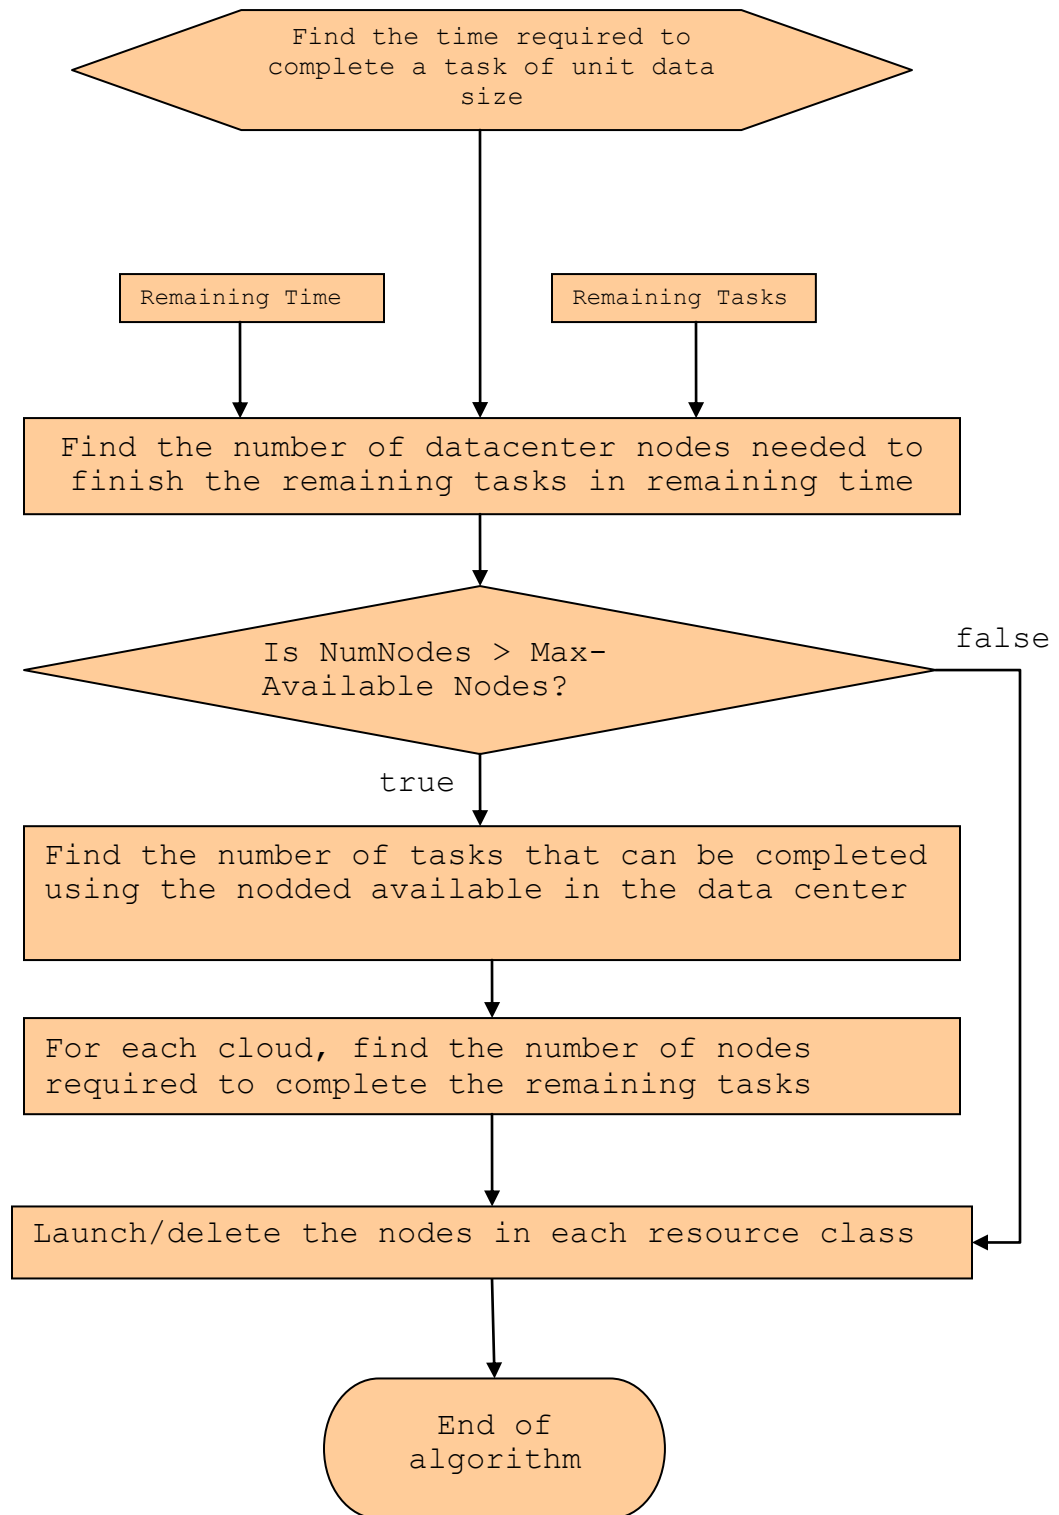 Find the time required to
complete a task of unit data
size
Remaining Time
Remaining Tasks
Find the number of datacenter nodes needed to
finish the remaining tasks in remaining time
Is NumNodes > Max-
Available Nodes?
false
true
Find the number of tasks that can be completed
using the nodded available in the data center
For each cloud, find the number of nodes
required to complete the remaining tasks
Launch/delete the nodes in each resource class
End of
algorithm